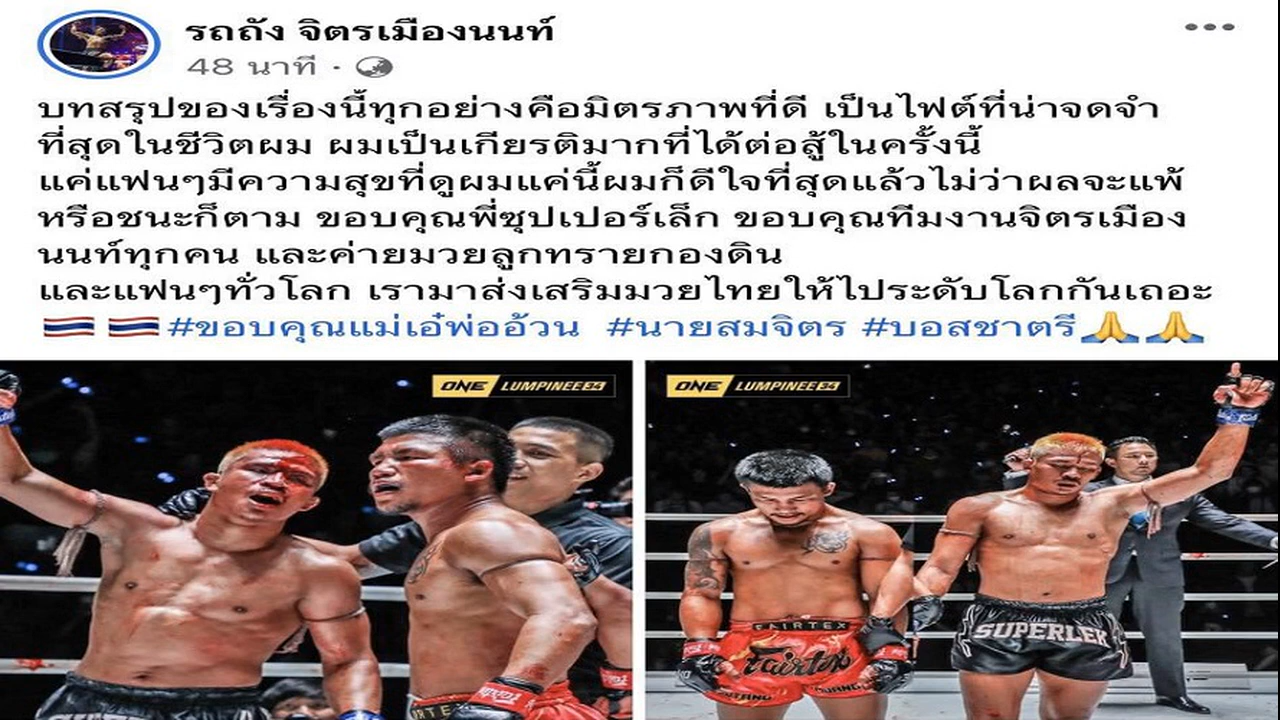 รถถัง จิตรเมืองนนท์
48 นาที ·
บทสรุปของเรื่องนี้ทุกอย่างคือมิตรภาพที่ดี เป็นไฟต์ที่น่าจดจำ
ที่สุดในชีวิตผม ผมเป็นเกียรติมากที่ได้ต่อสู้ในครั้งนี้
แค่แฟนๆมีความสุขที่ดูผมแค่นี้ผมก็ดีใจที่สุดแล้วไม่ว่าผลจะแพ้
หรือชนะก็ตาม ขอบคุณพี่ซุปเปอร์เล็ก ขอบคุณทีมงานจิตรเมือง
นนท์ทุกคน และค่ายมวยลูกทรายกองดิน
และแฟนๆทั่วโลก เรามาส่งเสริมมวยไทยให้ไประดับโลกกันเถอะ
🇹🇭 🇹🇭 #ขอบคุณแม่เอ๋พ่ออ้วน #นายสมจิตร #บอสชาตรี🙏 🙏
ONE LUMPINEE34
ONE LUMPINEE34
FAIRTEX
Fairtex
SUPERLEK